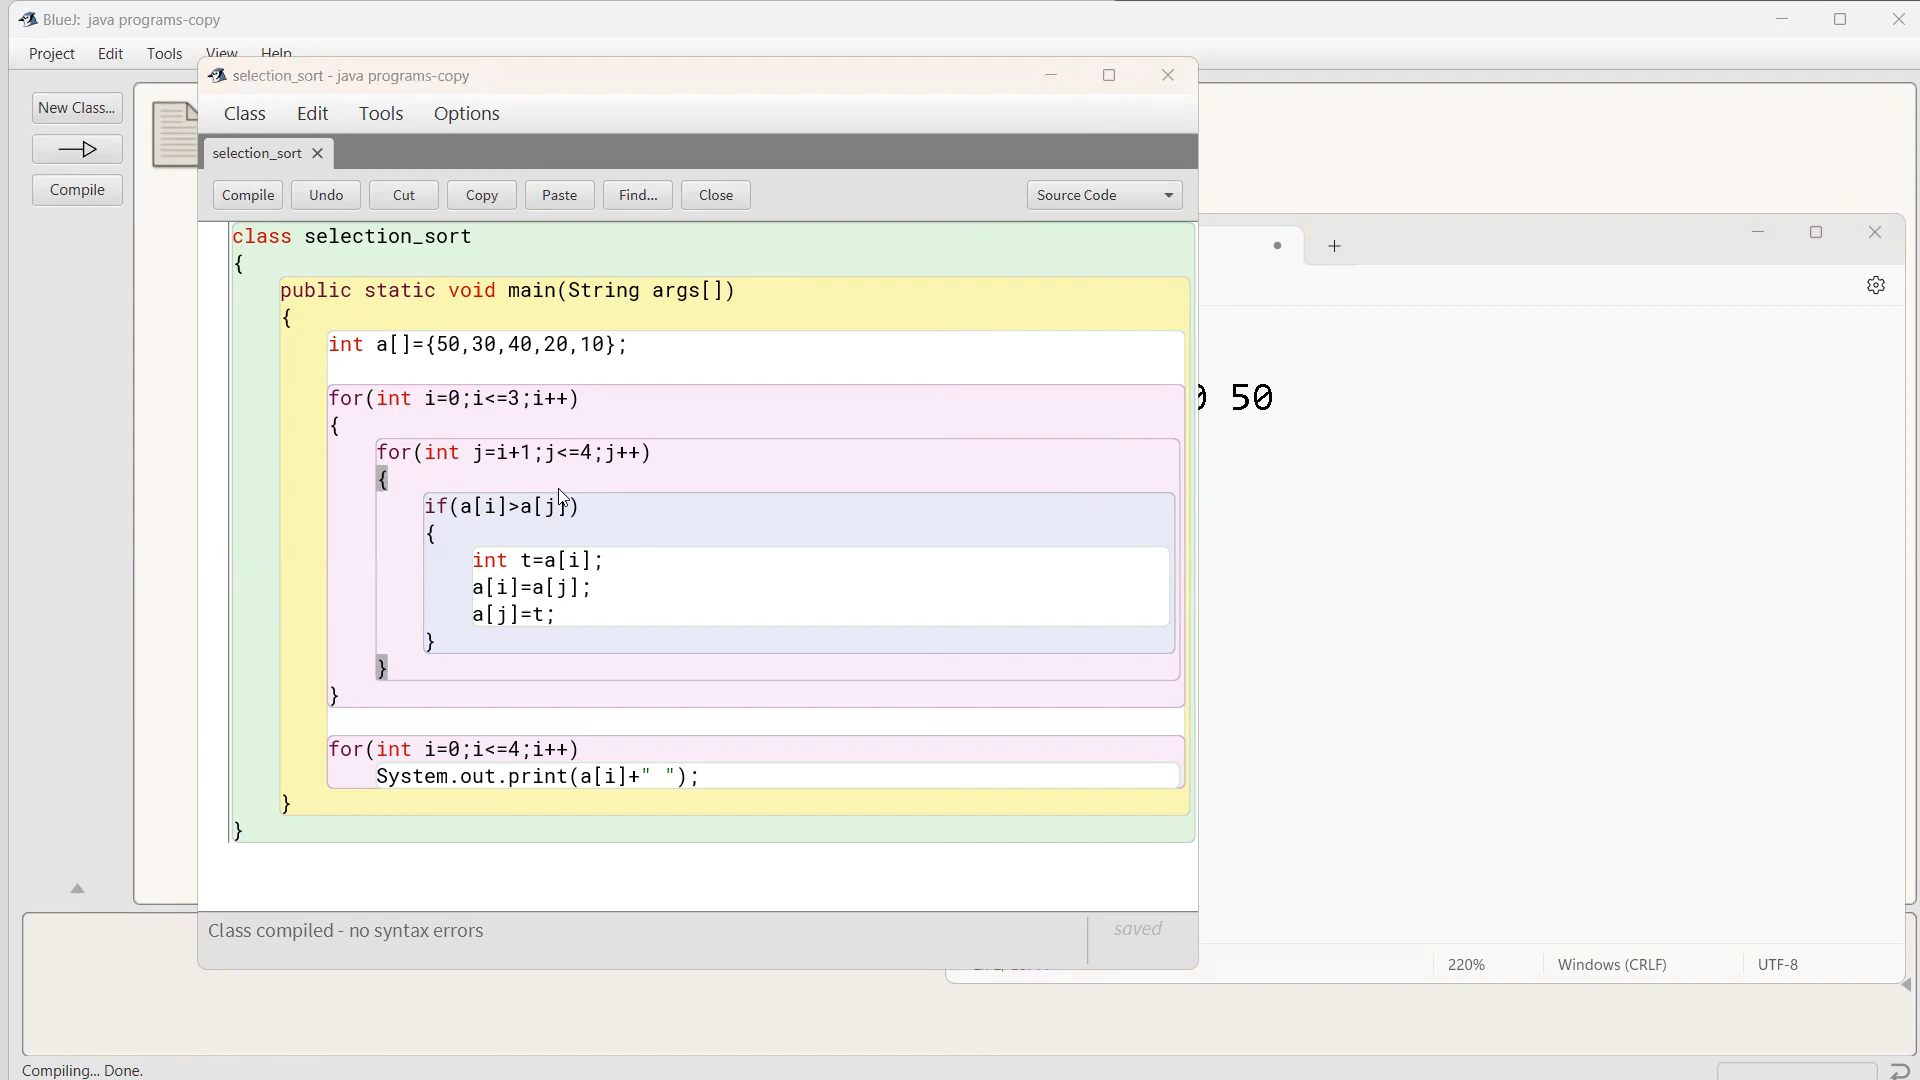 BlueJ: java programs-copy
Project Edit Tools View Help
selection_sort - java programs-copy
Class Edit Tools Options
selection_sort
Compile Undo Cut Copy Paste Find... Close Source Code
New Class...
Compile
class selection_sort
{
public static void main(String args[])
{
int a[]={50,30,40,20,10};
for(int i=0;i<=3;i++)
{
for(int j=i+1;j<=4;j++)
{
if(a[i]>a[j])
{
int t=a[i];
a[i]=a[j];
a[j]=t;
}
}
}
for(int i=0;i<=4;i++)
System.out.print(a[i]+" ");
}
}
50
Class compiled - no syntax errors
saved
220% Windows (CRLF) UTF-8
Compiling... Done.